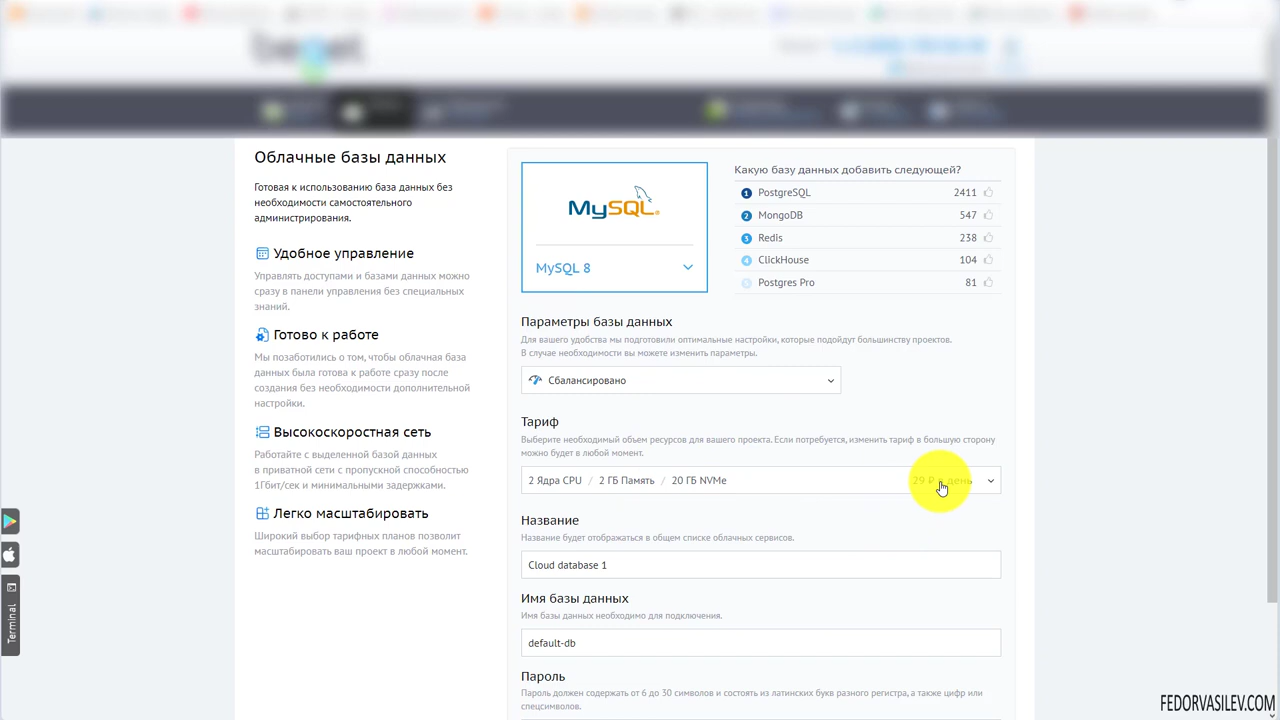 Облачные базы данных
Готовая к использованию база данных без
необходимости самостоятельного
администрирования.
Удобное управление
Управлять доступами и базами данных можно
сразу в панели управления без специальных
знаний.
Готово к работе
Мы позаботились о том, чтобы облачная база
данных была готова к работе сразу после
создания без необходимости дополнительной
настройки.
Высокоскоростная сеть
Работайте с выделенной базой данных
в приватной сети с пропускной способностью
1Гбит/сек и минимальными задержками.
Легко масштабировать
Широкий выбор тарифных планов позволит
масштабировать ваш проект в любой момент.
MySQL
MySQL 8
Какую базу данных добавить следующей?
1 PostgreSQL 2411
2 MongoDB 547
3 Redis 238
4 ClickHouse 104
Postgres Pro 81
Параметры базы данных
Для вашего удобства мы подготовили оптимальные настройки, которые подойдут большинству проектов.
В случае необходимости вы можете изменить параметры.
Сбалансировано
Тариф
Выберите необходимый объем ресурсов для вашего проекта. Если потребуется, изменить тариф в большую сторону
можно будет в любой момент.
2 Ядра CPU / 2 ГБ Память / 20 ГБ NVMe 29 ₽ в день
Название
Название будет отображаться в общем списке облачных сервисов.
Cloud database 1
Имя базы данных
Имя базы данных необходимо для подключения.
default-db
Пароль
Пароль должен содержать от 6 до 30 символов и состоять из латинских букв разного регистра, а также цифр или
спецсимволов.
Terminal
FEDORVASILEV.COM